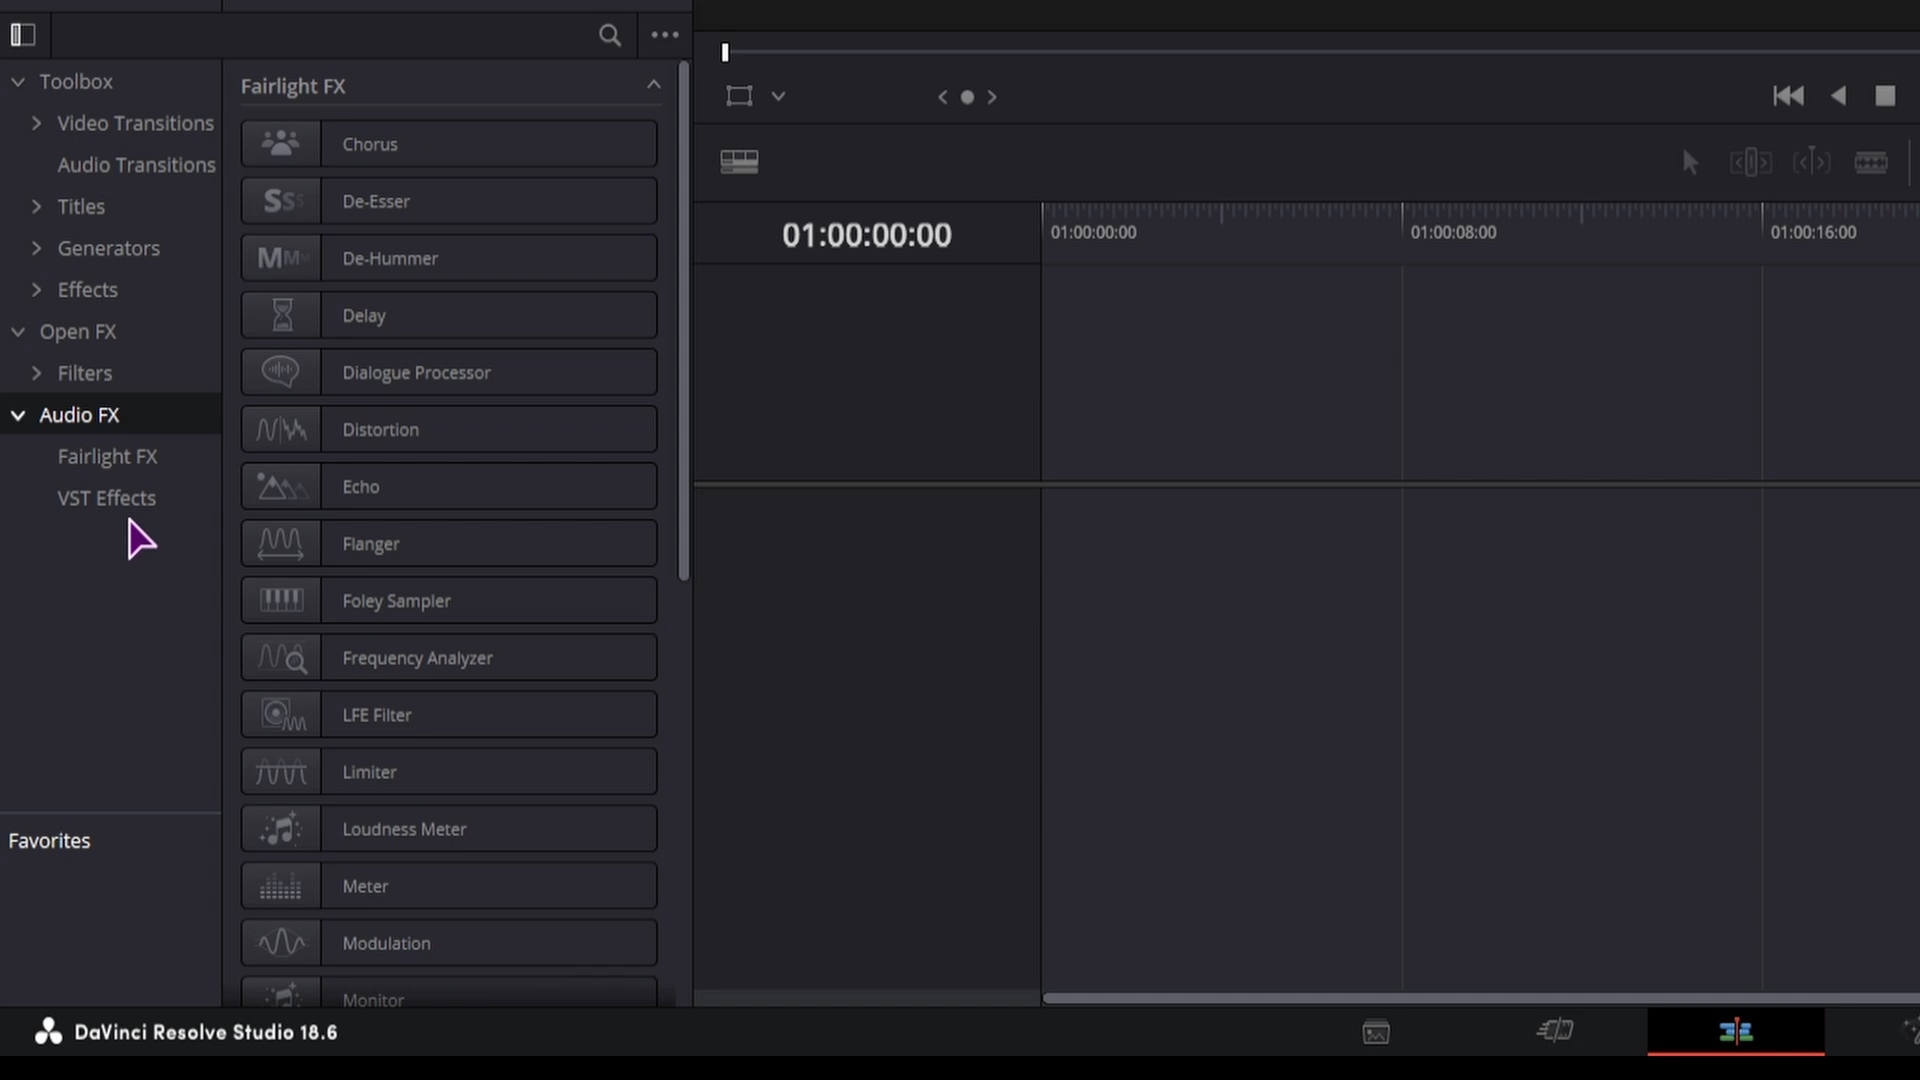 Toolbox
Video Transitions
Audio Transitions
Titles
Generators
Effects
Open FX
Filters
Audio FX
Fairlight FX
VST Effects
Favorites
Fairlight FX
Chorus
De-Esser
De-Hummer
Delay
Dialogue Processor
Distortion
Echo
Flanger
Foley Sampler
Frequency Analyzer
LFE Filter
Limiter
Loudness Meter
Meter
Modulation
Monitor
01:00:00:00
01:00:00:00
01:00:08:00
01:00:16:00
DaVinci Resolve Studio 18.6